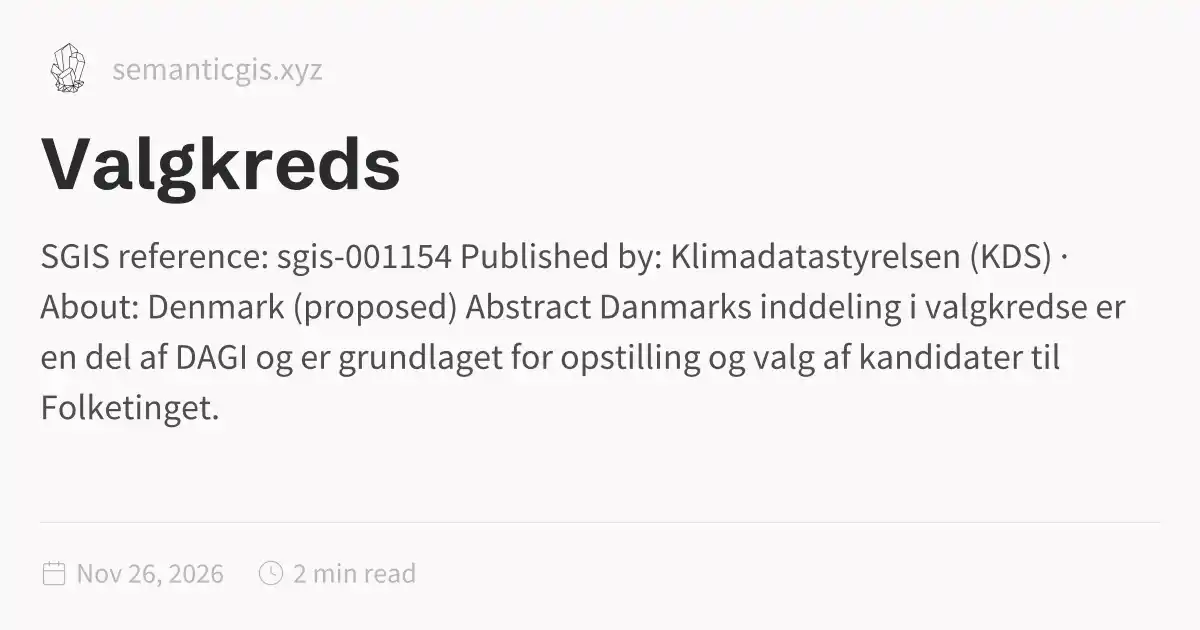 semanticgis.xyz
Valgkreds
SGIS reference: sgis-001154 Published by: Klimadatastyrelsen (KDS) ·
About: Denmark (proposed) Abstract Danmarks inddeling i valgkredse er
en del af DAGI og er grundlaget for opstilling og valg af kandidater til
Folketinget.
Nov 26, 2026 2 min read